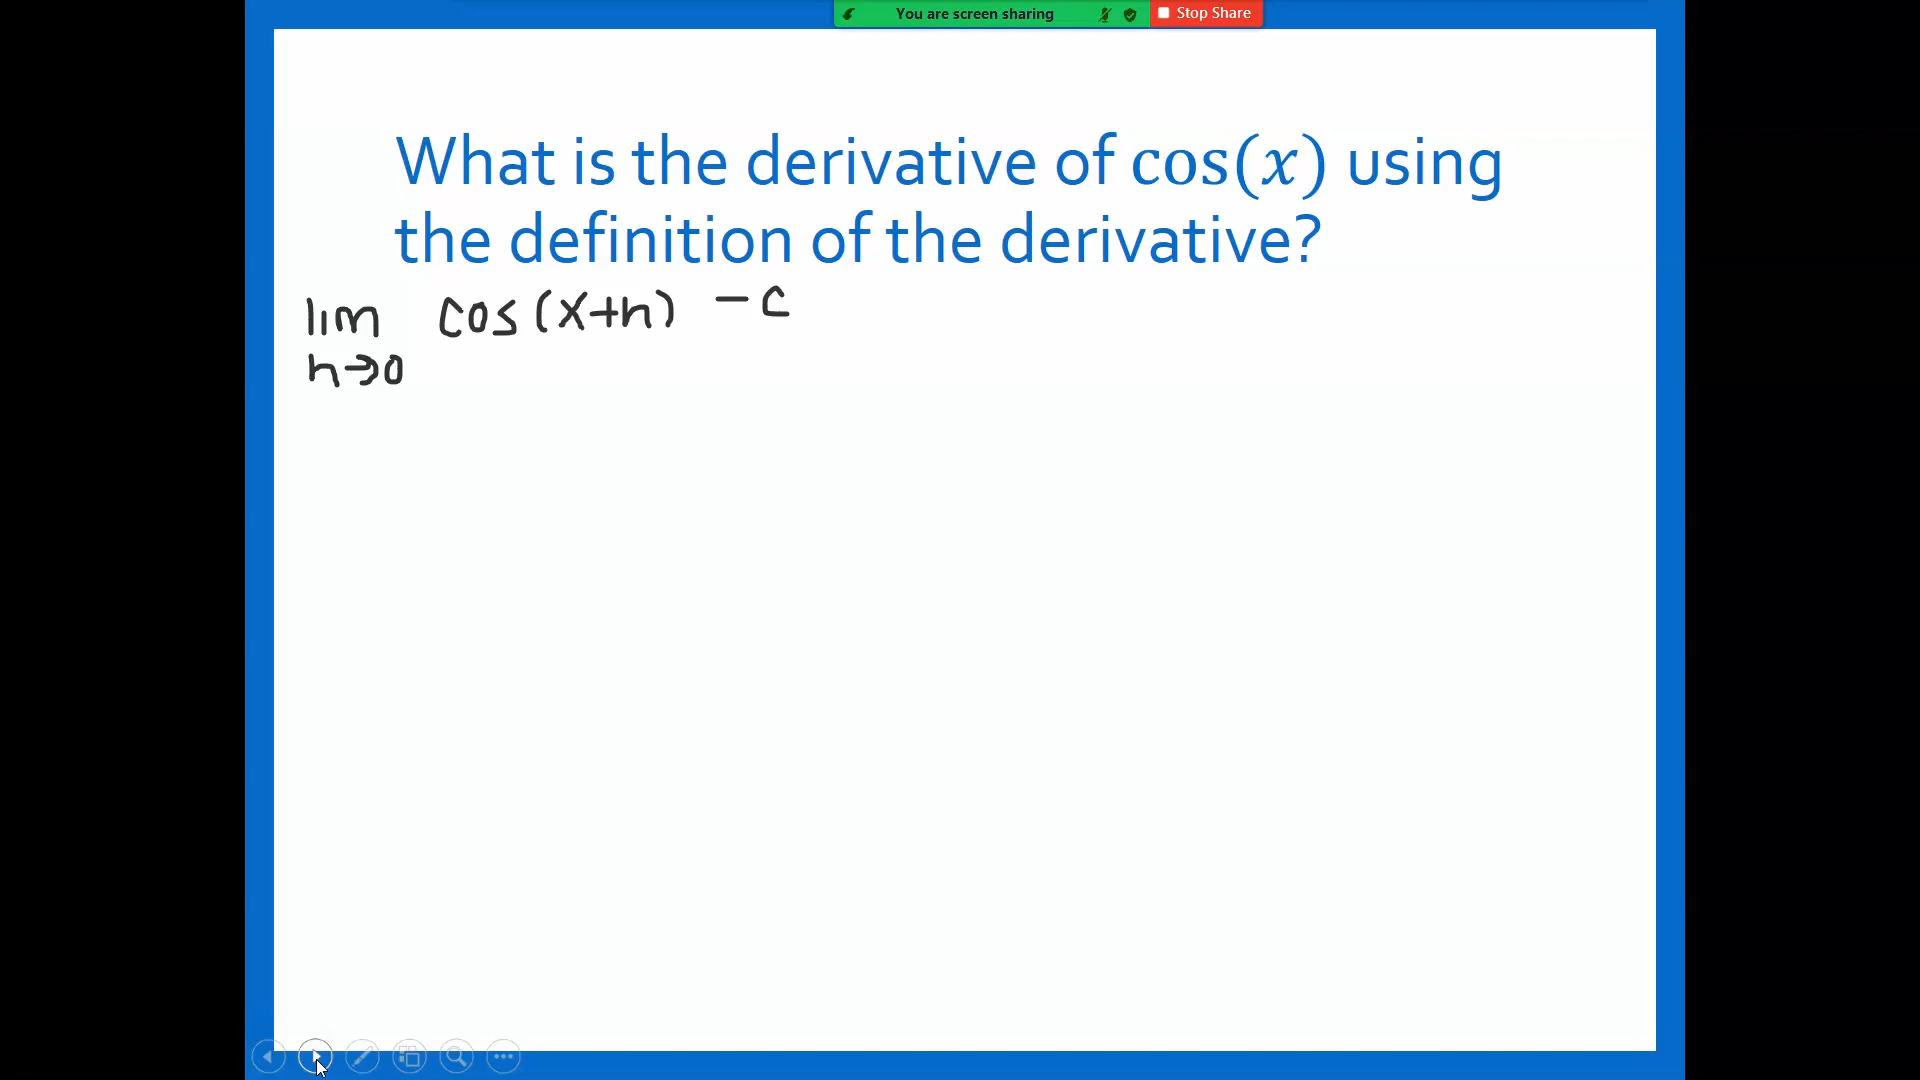 You are screen sharing Stop Share
What is the derivative of cos(x) using
the definition of the derivative?
lim cos(x+h) - c
h→0